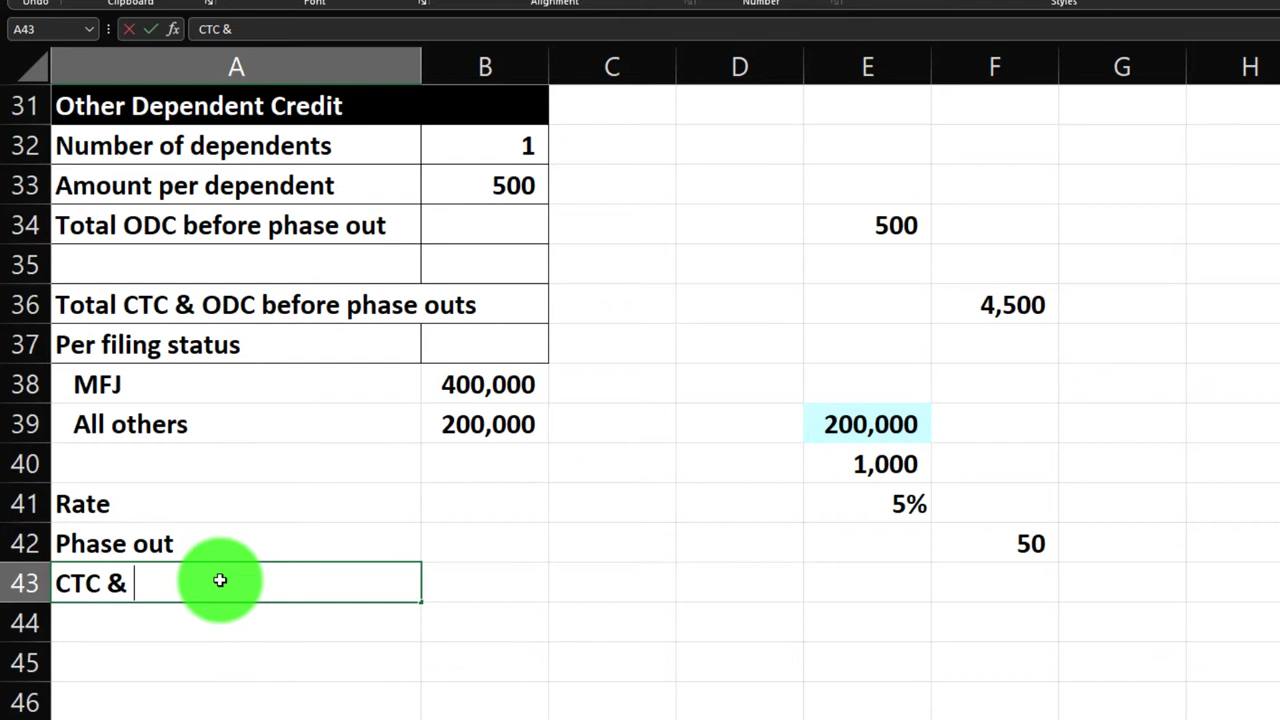 Undo Clipboard Font Alignment Number Styles
A43 fx CTC &
A B C D E F G H
31 Other Dependent Credit
32 Number of dependents 1
33 Amount per dependent 500
34 Total ODC before phase out 500
35
36 Total CTC & ODC before phase outs 4,500
37 Per filing status
38 MFJ 400,000
39 All others 200,000 200,000
40 1,000
41 Rate 5%
42 Phase out 50
43 CTC &
44
45
46